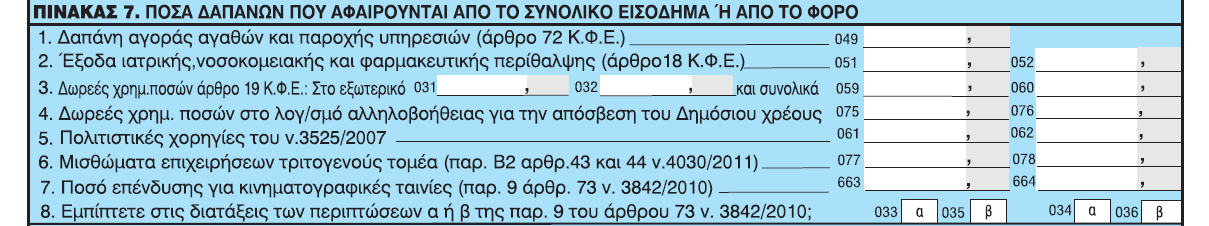 ΠΙΝΑΚΑΣ 7. ΠΟΣΑ ΔΑΠΑΝΩΝ ΠΟΥ ΑΦΑΙΡΟΥΝΤΑΙ ΑΠΟ ΤΟ ΣΥΝΟΛΙΚΟ ΕΙΣΟΔΗΜΑ Ή ΑΠΟ ΤΟ ΦΟΡΟ
1. Δαπάνη αγοράς αγαθών και παροχής υπηρεσιών (άρθρο 72 Κ.Φ.Ε.) 049 ,
2. Έξοδα ιατρικής,νοσοκομειακής και φαρμακευτικής περίθαλψης (άρθρο18 Κ.Φ.Ε.) 051 , 052 ,
3. Δωρεές χρημ.ποσών άρθρο 19 Κ.Φ.Ε.: Στο εξωτερικό 031 , 032 , και συνολικά 059 , 060 ,
4. Δωρεές χρημ. ποσών στο λογ/σμό αλληλοβοήθειας για την απόσβεση του Δημόσιου χρέους 075 , 076 ,
5. Πολιτιστικές χορηγίες του ν.3525/2007 061 , 062 ,
6. Μισθώματα επιχειρήσεων τριτογενούς τομέα (παρ. Β2 αρθρ.43 και 44 ν.4030/2011) 077 , 078 ,
7. Ποσό επένδυσης για κινηματογραφικές ταινίες (παρ. 9 άρθρ. 73 ν. 3842/2010) 663 , 664 ,
8. Εμπίπτετε στις διατάξεις των περιπτώσεων α ή β της παρ. 9 του άρθρου 73 ν. 3842/2010; 033 α 035 β 034 α 036 β